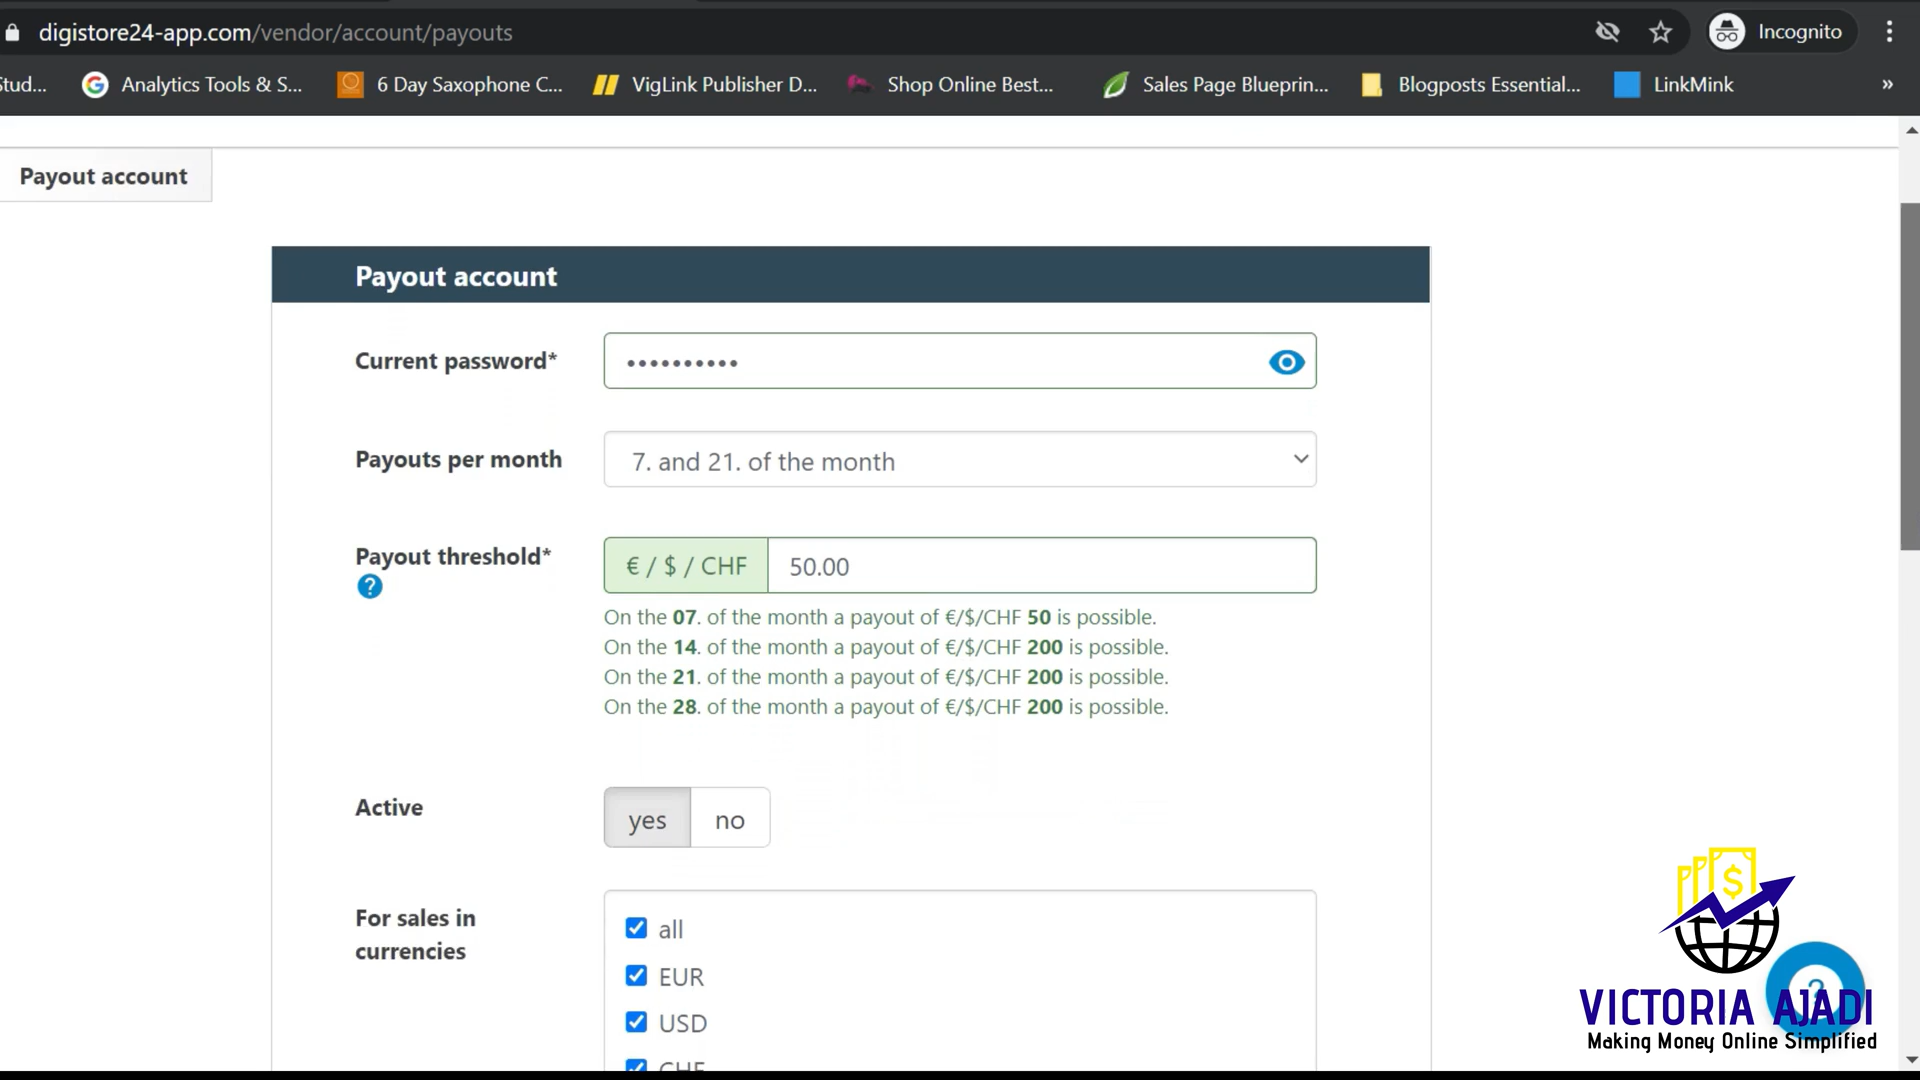 digistore24-app.com/vendor/account/payouts
Incognito
Stud...
Analytics Tools & S...
6 Day Saxophone C...
VigLink Publisher D...
Shop Online Best...
Sales Page Blueprin...
Blogposts Essential...
LinkMink
»
Payout account
Payout account
Current password*
••••••••••
Payouts per month
7. and 21. of the month
Payout threshold*
?
€ / $ / CHF
50.00
On the 07. of the month a payout of €/$/CHF 50 is possible.
On the 14. of the month a payout of €/$/CHF 200 is possible.
On the 21. of the month a payout of €/$/CHF 200 is possible.
On the 28. of the month a payout of €/$/CHF 200 is possible.
Active
yes
no
For sales in
currencies
all
EUR
USD
CHF
$
?
VICTORIA AJADI
Making Money Online Simplified